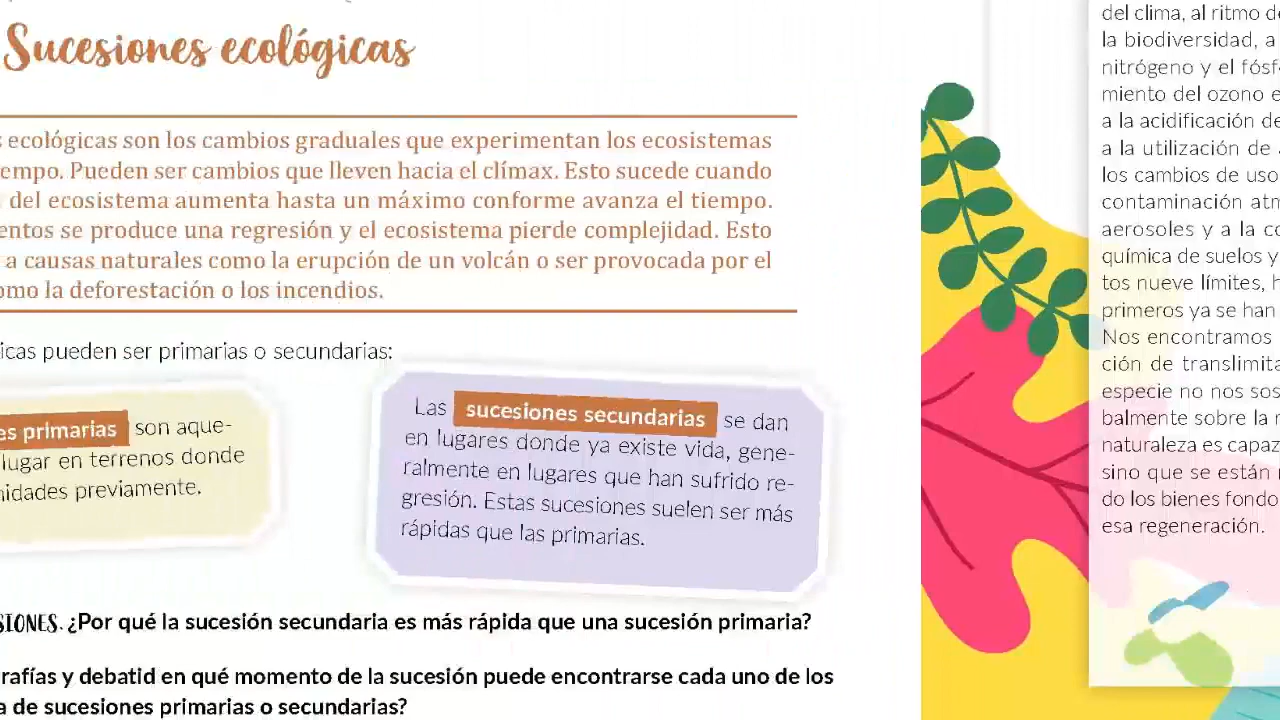 Sucesiones ecológicas
ecológicas son los cambios graduales que experimentan los ecosistemas
empo. Pueden ser cambios que lleven hacia el clímax. Esto sucede cuando
del ecosistema aumenta hasta un máximo conforme avanza el tiempo.
entos se produce una regresión y el ecosistema pierde complejidad. Esto
a causas naturales como la erupción de un volcán o ser provocada por el
omo la deforestación o los incendios.
icas pueden ser primarias o secundarias:
es primarias son aque-
lugar en terrenos donde
nidades previamente.
Las sucesiones secundarias se dan
en lugares donde ya existe vida, gene-
ralmente en lugares que han sufrido re-
gresión. Estas sucesiones suelen ser más
rápidas que las primarias.
SIONES. ¿Por qué la sucesión secundaria es más rápida que una sucesión primaria?
rafías y debatid en qué momento de la sucesión puede encontrarse cada uno de los
a de sucesiones primarias o secundarias?
del clima, al ritmo de
la biodiversidad, a
nitrógeno y el fósf
miento del ozono e
a la acidificación de
a la utilización de
los cambios de uso
contaminación atm
aerosoles y a la co
química de suelos y
tos nueve límites, h
primeros ya se han
Nos encontramos
ción de translimita
especie no nos sos
balmente sobre la
naturaleza es capaz
sino que se están
do los bienes fondo
esa regeneración.